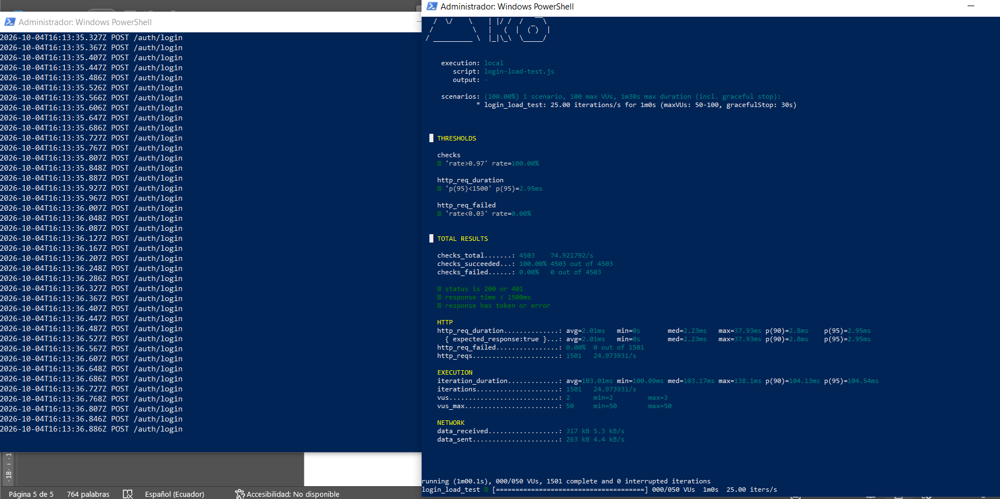 Administrador: Windows PowerShell
2026-10-04T16:13:35.327Z POST /auth/login
2026-10-04T16:13:35.367Z POST /auth/login
2026-10-04T16:13:35.407Z POST /auth/login
2026-10-04T16:13:35.447Z POST /auth/login
2026-10-04T16:13:35.486Z POST /auth/login
2026-10-04T16:13:35.526Z POST /auth/login
2026-10-04T16:13:35.566Z POST /auth/login
2026-10-04T16:13:35.606Z POST /auth/login
2026-10-04T16:13:35.647Z POST /auth/login
2026-10-04T16:13:35.686Z POST /auth/login
2026-10-04T16:13:35.727Z POST /auth/login
2026-10-04T16:13:35.767Z POST /auth/login
2026-10-04T16:13:35.807Z POST /auth/login
2026-10-04T16:13:35.848Z POST /auth/login
2026-10-04T16:13:35.887Z POST /auth/login
2026-10-04T16:13:35.927Z POST /auth/login
2026-10-04T16:13:35.967Z POST /auth/login
2026-10-04T16:13:36.007Z POST /auth/login
2026-10-04T16:13:36.048Z POST /auth/login
2026-10-04T16:13:36.087Z POST /auth/login
2026-10-04T16:13:36.127Z POST /auth/login
2026-10-04T16:13:36.167Z POST /auth/login
2026-10-04T16:13:36.207Z POST /auth/login
2026-10-04T16:13:36.248Z POST /auth/login
2026-10-04T16:13:36.286Z POST /auth/login
2026-10-04T16:13:36.327Z POST /auth/login
2026-10-04T16:13:36.367Z POST /auth/login
2026-10-04T16:13:36.407Z POST /auth/login
2026-10-04T16:13:36.447Z POST /auth/login
2026-10-04T16:13:36.487Z POST /auth/login
2026-10-04T16:13:36.527Z POST /auth/login
2026-10-04T16:13:36.567Z POST /auth/login
2026-10-04T16:13:36.607Z POST /auth/login
2026-10-04T16:13:36.648Z POST /auth/login
2026-10-04T16:13:36.686Z POST /auth/login
2026-10-04T16:13:36.727Z POST /auth/login
2026-10-04T16:13:36.768Z POST /auth/login
2026-10-04T16:13:36.807Z POST /auth/login
2026-10-04T16:13:36.846Z POST /auth/login
2026-10-04T16:13:36.886Z POST /auth/login
Administrador: Windows PowerShell
execution: local
script: login-load-test.js
output: -
scenarios: (100.00%) 1 scenario, 100 max VUs, 1m30s max duration (incl. graceful stop):
* login_load_test: 25.00 iterations/s for 1m0s (maxVUs: 50-100, gracefulStop: 30s)
THRESHOLDS
checks
'rate>0.97' rate=100.00%
http_req_duration
'p(95)<1500' p(95)=2.95ms
http_req_failed
'rate<0.03' rate=0.00%
TOTAL RESULTS
checks_total.......: 4503 74.921792/s
checks_succeeded...: 100.00% 4503 out of 4503
checks_failed......: 0.00% 0 out of 4503
status is 200 or 401
response time < 1500ms
response has token or error
HTTP
http_req_duration..............: avg=2.01ms min=0s med=2.23ms max=37.93ms p(90)=2.8ms p(95)=2.95ms
{ expected_response:true }...: avg=2.01ms min=0s med=2.23ms max=37.93ms p(90)=2.8ms p(95)=2.95ms
http_req_failed................: 0.00% 0 out of 1501
http_reqs......................: 1501 24.973931/s
EXECUTION
iteration_duration.............: avg=103.01ms min=100.09ms med=103.17ms max=138.1ms p(90)=104.13ms p(95)=104.54ms
iterations.....................: 1501 24.973931/s
vus............................: 2 min=2 max=3
vus_max........................: 50 min=50 max=50
NETWORK
data_received..................: 317 kB 5.3 kB/s
data_sent......................: 263 kB 4.4 kB/s
running (1m00.1s), 000/050 VUs, 1501 complete and 0 interrupted iterations
login_load_test [======================================] 000/050 VUs 1m0s 25.00 iters/s
Página 5 de 5 764 palabras Español (Ecuador) Accesibilidad: No disponible